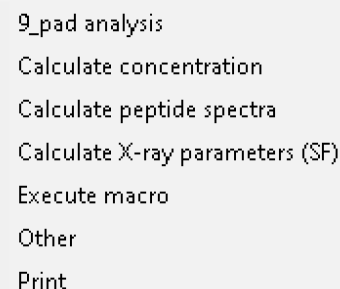 9_pad analysis
Calculate concentration
Calculate peptide spectra
Calculate X-ray parameters (SF)
Execute macro
Other
Print